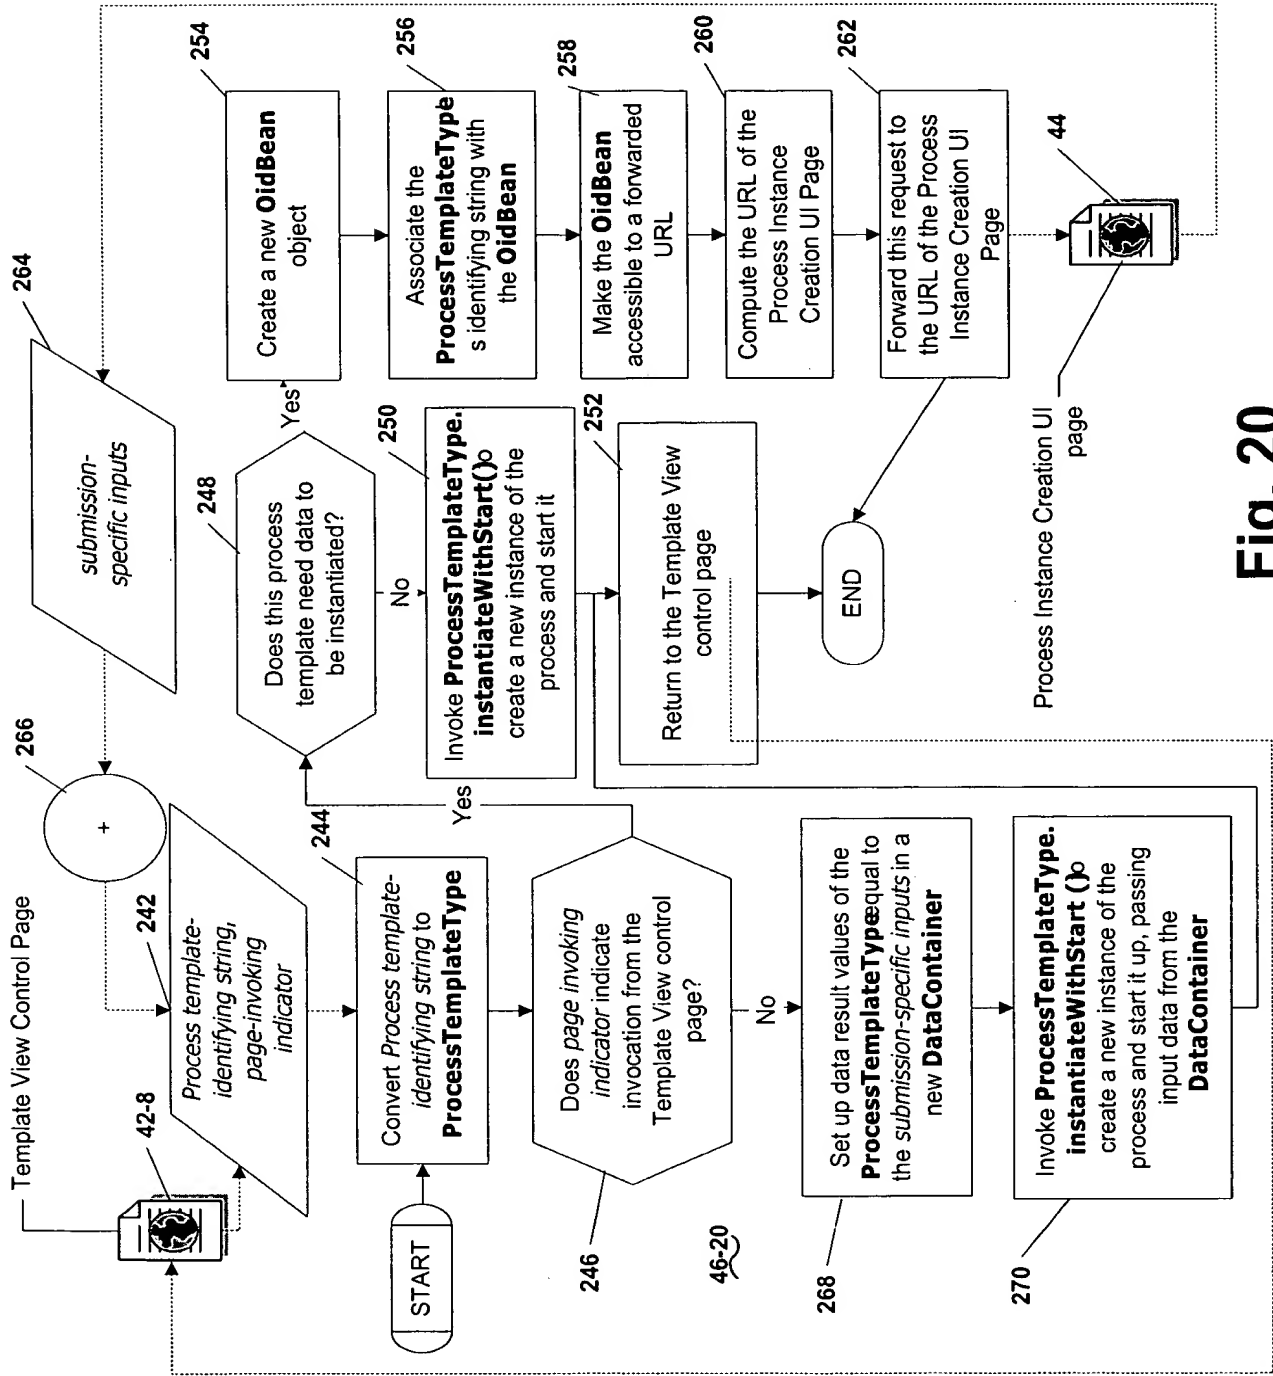 Template View Control Page
42-8
242
Process template-
identifying string,
page-invoking
indicator
266
+
264
submission-
specific inputs
START
244
Convert Process template-
identifying string to
ProcessTemplateType
246
Does page invoking
indicator indicate
invocation from the
Template View control
page?
Yes
No
46-20
268
Set up data result values of the
ProcessTemplateType equal to
the submission-specific inputs in a
new DataContainer
270
Invoke ProcessTemplateType.
instantiateWithStart ()o
create a new instance of the
process and start it up, passing
input data from the
DataContainer
248
Does this process
template need data to
be instantiated?
Yes
No
250
Invoke ProcessTemplateType.
instantiateWithStart()o
create a new instance of the
process and start it
252
Return to the Template View
control page
END
254
Create a new OidBean
object
256
Associate the
ProcessTemplateType
s identifying string with
the OidBean
258
Make the OidBean
accessible to a forwarded
URL
260
Compute the URL of the
Process Instance
Creation UI Page
262
Forward this request to
the URL of the Process
Instance Creation UI
Page
44
Process Instance Creation UI
page
Fig. 20